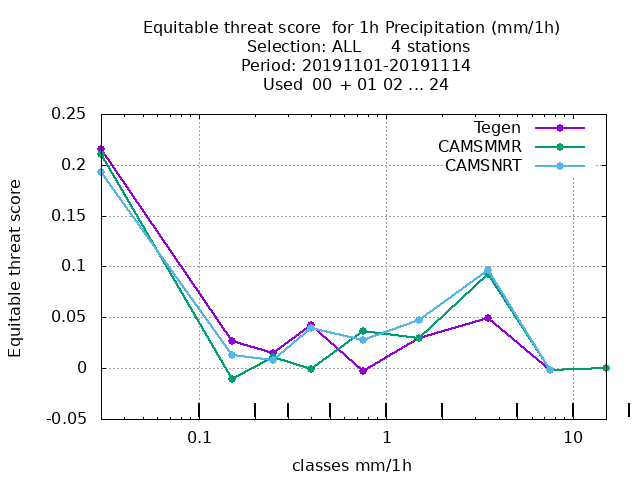 Equitable threat score  for 1h Precipitation (mm/1h)
Selection: ALL      4 stations
Period: 20191101-20191114
Used  00  + 01 02 ... 24
Tegen
CAMSMMR
CAMSNRT
0.25
0.2
0.15
0.1
0.05
0
-0.05
Equitable threat score
0.1
1
10
classes mm/1h